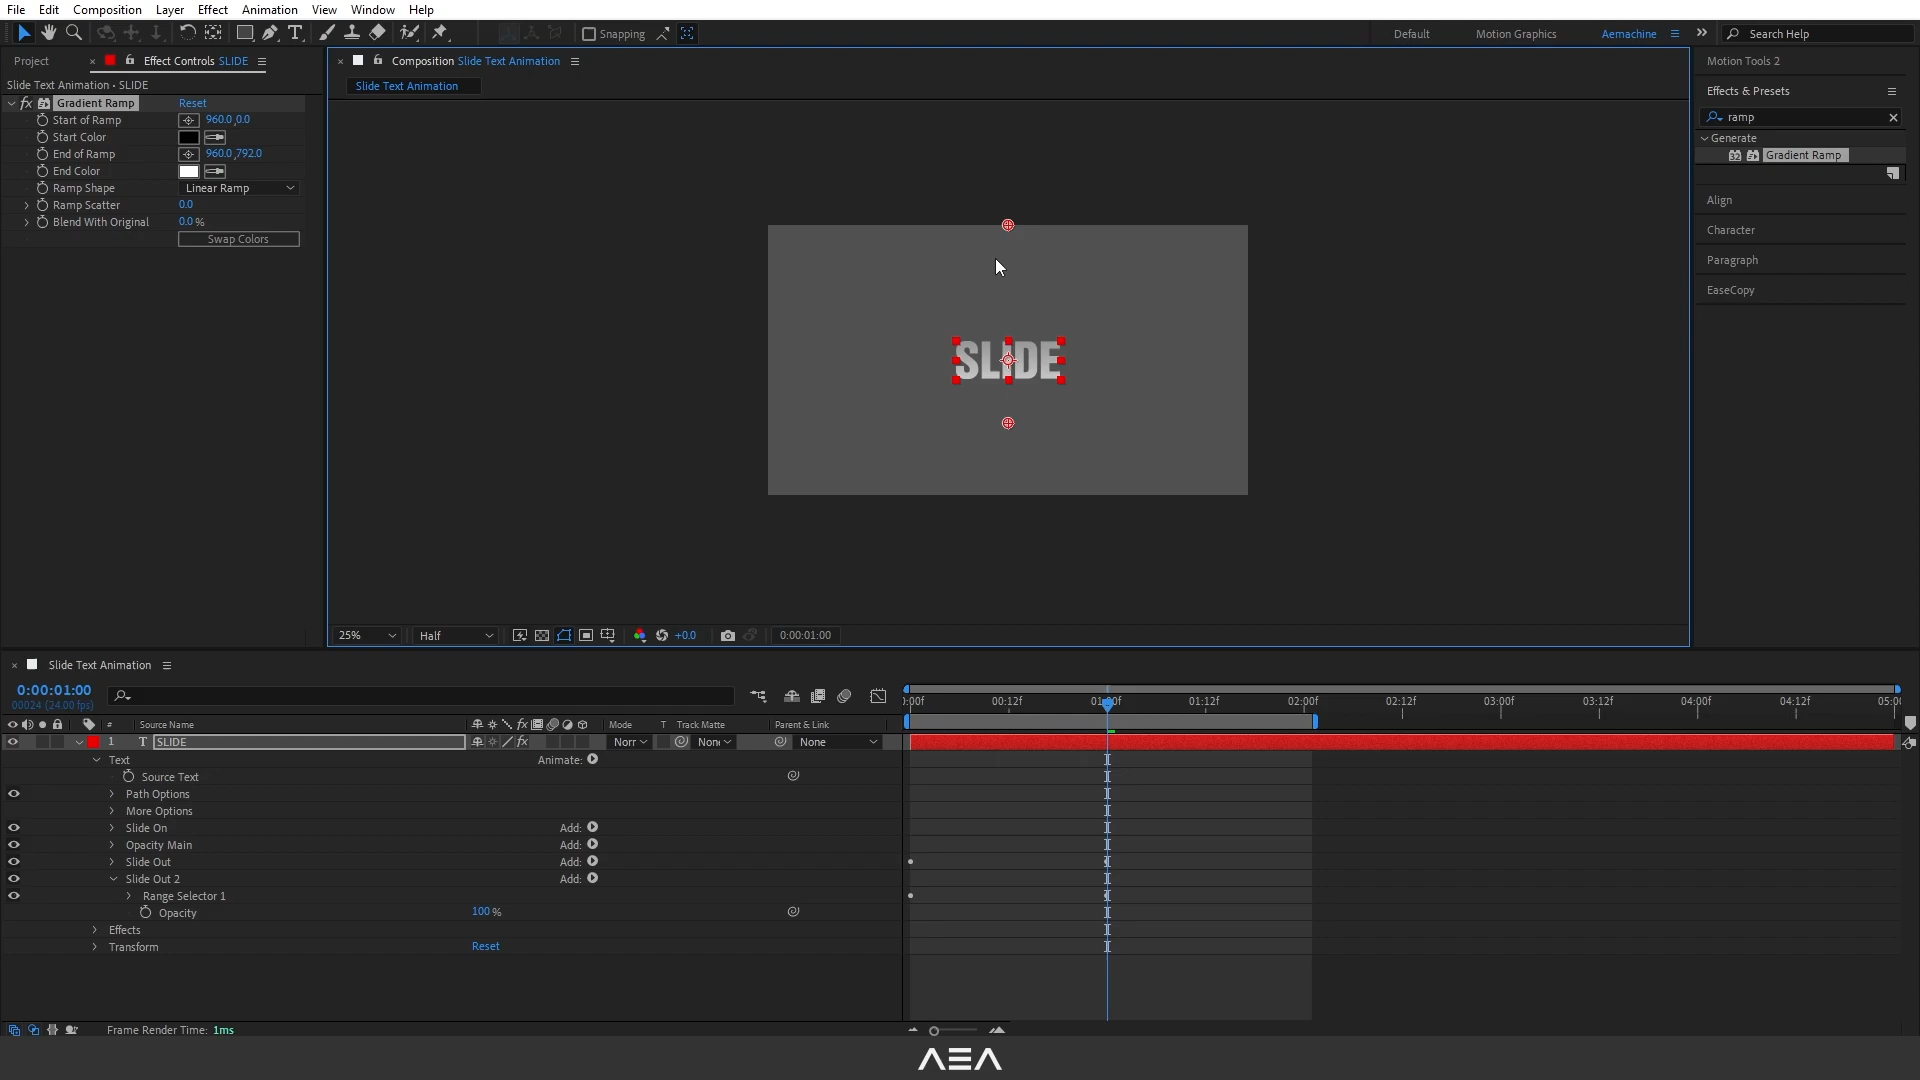 File Edit Composition Layer Effect Animation View Window Help
Snapping Default Motion Graphics Aemachine Search Help
Project Effect Controls SLIDE
Slide Text Animation • SLIDE
fx Gradient Ramp Reset
Start of Ramp 960.0,0.0
Start Color
End of Ramp 960.0,792.0
End Color
Ramp Shape Linear Ramp
Ramp Scatter 0.0
Blend With Original 0.0 %
Swap Colors
Composition Slide Text Animation
Slide Text Animation
SLIDE
25% Half +0.0 0:00:01:00
Motion Tools 2
Effects & Presets
ramp
Generate
32 Gradient Ramp
Align
Character
Paragraph
EaseCopy
Slide Text Animation
0:00:01:00
00024 (24.00 fps)
):00f 00:12f 01:00f 01:12f 02:00f 02:12f 03:00f 03:12f 04:00f 04:12f 05:00
# Source Name fx Mode T Track Matte Parent & Link
1 T SLIDE fx Norr None None
Text Animate:
Source Text
Path Options
More Options
Slide On Add:
Opacity Main Add:
Slide Out Add:
Slide Out 2 Add:
Range Selector 1
Opacity 100 %
Effects
Transform Reset
Frame Render Time: 1ms
AEA